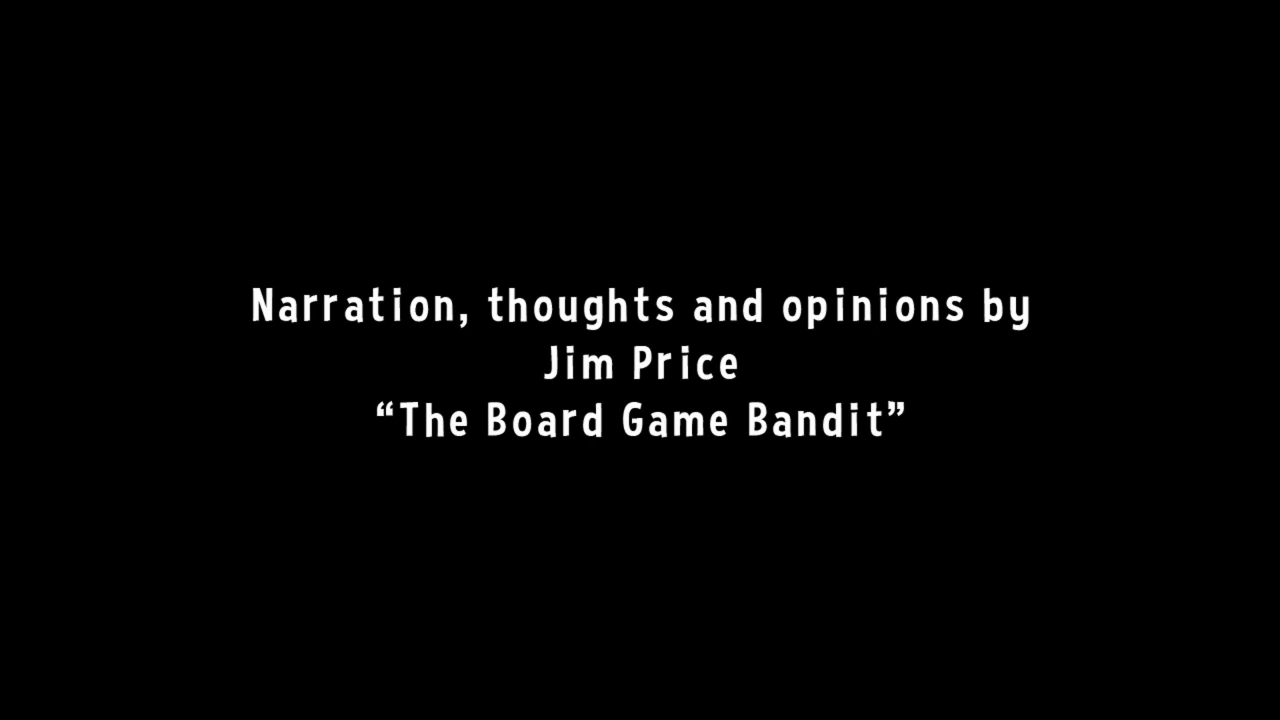 Narration, thoughts and opinions by
Jim Price
“The Board Game Bandit”